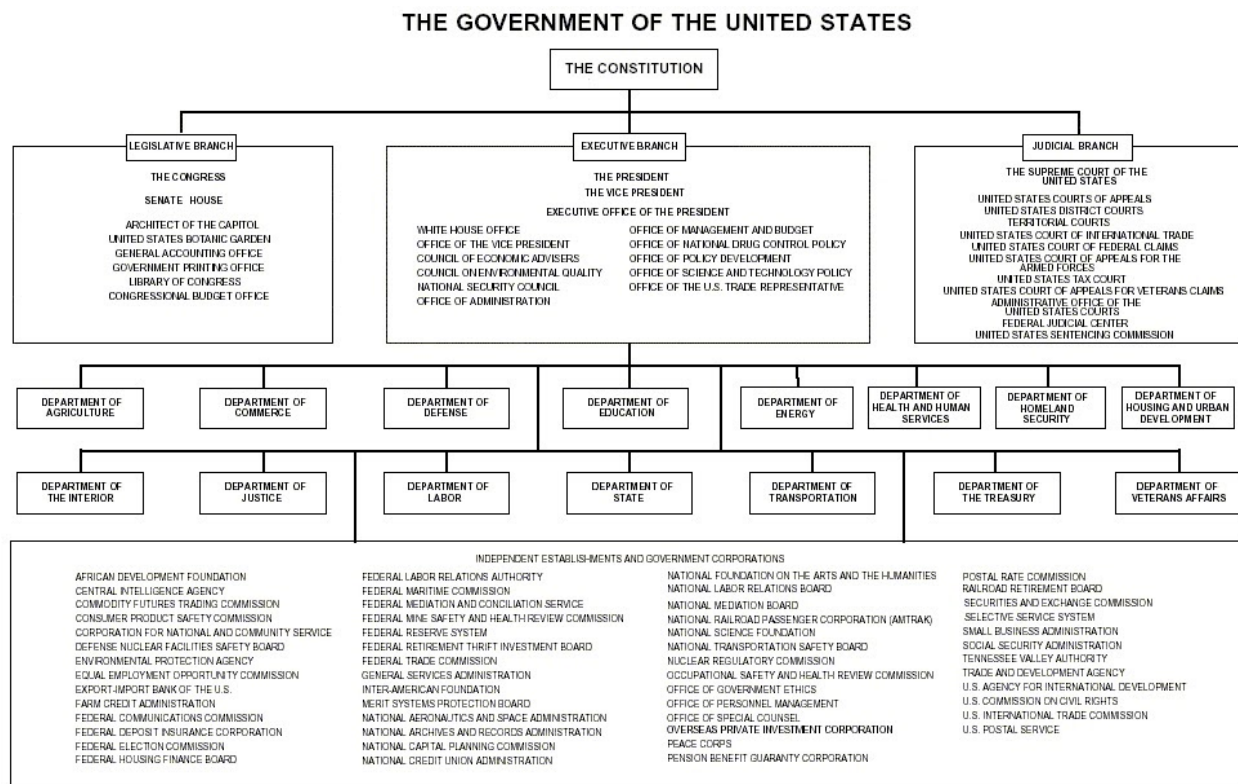 THE GOVERNMENT OF THE UNITED STATES
THE CONSTITUTION
LEGISLATIVE BRANCH
THE CONGRESS
SENATE HOUSE
ARCHITECT OF THE CAPITOL
UNITED STATES BOTANIC GARDEN
GENERAL ACCOUNTING OFFICE
GOVERNMENT PRINTING OFFICE
LIBRARY OF CONGRESS
CONGRESSIONAL BUDGET OFFICE
EXECUTIVE BRANCH
THE PRESIDENT
THE VICE PRESIDENT
EXECUTIVE OFFICE OF THE PRESIDENT
WHITE HOUSE OFFICE
OFFICE OF THE VICE PRESIDENT
COUNCIL OF ECONOMIC ADVISERS
COUNCIL ON ENVIRONMENTAL QUALITY
NATIONAL SECURITY COUNCIL
OFFICE OF ADMINISTRATION
OFFICE OF MANAGEMENT AND BUDGET
OFFICE OF NATIONAL DRUG CONTROL POLICY
OFFICE OF POLICY DEVELOPMENT
OFFICE OF SCIENCE AND TECHNOLOGY POLICY
OFFICE OF THE U.S. TRADE REPRESENTATIVE
JUDICIAL BRANCH
THE SUPREME COURT OF THE
UNITED STATES
UNITED STATES COURTS OF APPEALS
UNITED STATES DISTRICT COURTS
TERRITORIAL COURTS
UNITED STATES COURT OF INTERNATIONAL TRADE
UNITED STATES COURT OF FEDERAL CLAIMS
UNITED STATES COURT OF APPEALS FOR THE
ARMED FORCES
UNITED STATES TAX COURT
UNITED STATES COURT OF APPEALS FOR VETERANS CLAIMS
ADMINISTRATIVE OFFICE OF THE
UNITED STATES COURTS
FEDERAL JUDICIAL CENTER
UNITED STATES SENTENCING COMMISSION
DEPARTMENT OF
AGRICULTURE
DEPARTMENT OF
COMMERCE
DEPARTMENT OF
DEFENSE
DEPARTMENT OF
EDUCATION
DEPARTMENT OF
ENERGY
DEPARTMENT OF
HEALTH AND HUMAN
SERVICES
DEPARTMENT OF
HOMELAND
SECURITY
DEPARTMENT OF
HOUSING AND URBAN
DEVELOPMENT
DEPARTMENT OF
THE INTERIOR
DEPARTMENT OF
JUSTICE
DEPARTMENT OF
LABOR
DEPARTMENT OF
STATE
DEPARTMENT OF
TRANSPORTATION
DEPARTMENT OF
THE TREASURY
DEPARTMENT OF
VETERANS AFFAIRS
INDEPENDENT ESTABLISHMENTS AND GOVERNMENT CORPORATIONS
AFRICAN DEVELOPMENT FOUNDATION
CENTRAL INTELLIGENCE AGENCY
COMMODITY FUTURES TRADING COMMISSION
CONSUMER PRODUCT SAFETY COMMISSION
CORPORATION FOR NATIONAL AND COMMUNITY SERVICE
DEFENSE NUCLEAR FACILITIES SAFETY BOARD
ENVIRONMENTAL PROTECTION AGENCY
EQUAL EMPLOYMENT OPPORTUNITY COMMISSION
EXPORT-IMPORT BANK OF THE U.S.
FARM CREDIT ADMINISTRATION
FEDERAL COMMUNICATIONS COMMISSION
FEDERAL DEPOSIT INSURANCE CORPORATION
FEDERAL ELECTION COMMISSION
FEDERAL HOUSING FINANCE BOARD
FEDERAL LABOR RELATIONS AUTHORITY
FEDERAL MARITIME COMMISSION
FEDERAL MEDIATION AND CONCILIATION SERVICE
FEDERAL MINE SAFETY AND HEALTH REVIEW COMMISSION
FEDERAL RESERVE SYSTEM
FEDERAL RETIREMENT THRIFT INVESTMENT BOARD
FEDERAL TRADE COMMISSION
GENERAL SERVICES ADMINISTRATION
INTER-AMERICAN FOUNDATION
MERIT SYSTEMS PROTECTION BOARD
NATIONAL AERONAUTICS AND SPACE ADMINISTRATION
NATIONAL ARCHIVES AND RECORDS ADMINISTRATION
NATIONAL CAPITAL PLANNING COMMISSION
NATIONAL CREDIT UNION ADMINISTRATION
NATIONAL FOUNDATION ON THE ARTS AND THE HUMANITIES
NATIONAL LABOR RELATIONS BOARD
NATIONAL MEDIATION BOARD
NATIONAL RAILROAD PASSENGER CORPORATION (AMTRAK)
NATIONAL SCIENCE FOUNDATION
NATIONAL TRANSPORTATION SAFETY BOARD
NUCLEAR REGULATORY COMMISSION
OCCUPATIONAL SAFETY AND HEALTH REVIEW COMMISSION
OFFICE OF GOVERNMENT ETHICS
OFFICE OF PERSONNEL MANAGEMENT
OFFICE OF SPECIAL COUNSEL
OVERSEAS PRIVATE INVESTMENT CORPORATION
PEACE CORPS
PENSION BENEFIT GUARANTY CORPORATION
POSTAL RATE COMMISSION
RAILROAD RETIREMENT BOARD
SECURITIES AND EXCHANGE COMMISSION
SELECTIVE SERVICE SYSTEM
SMALL BUSINESS ADMINISTRATION
SOCIAL SECURITY ADMINISTRATION
TENNESSEE VALLEY AUTHORITY
TRADE AND DEVELOPMENT AGENCY
U.S. AGENCY FOR INTERNATIONAL DEVELOPMENT
U.S. COMMISSION ON CIVIL RIGHTS
U.S. INTERNATIONAL TRADE COMMISSION
U.S. POSTAL SERVICE